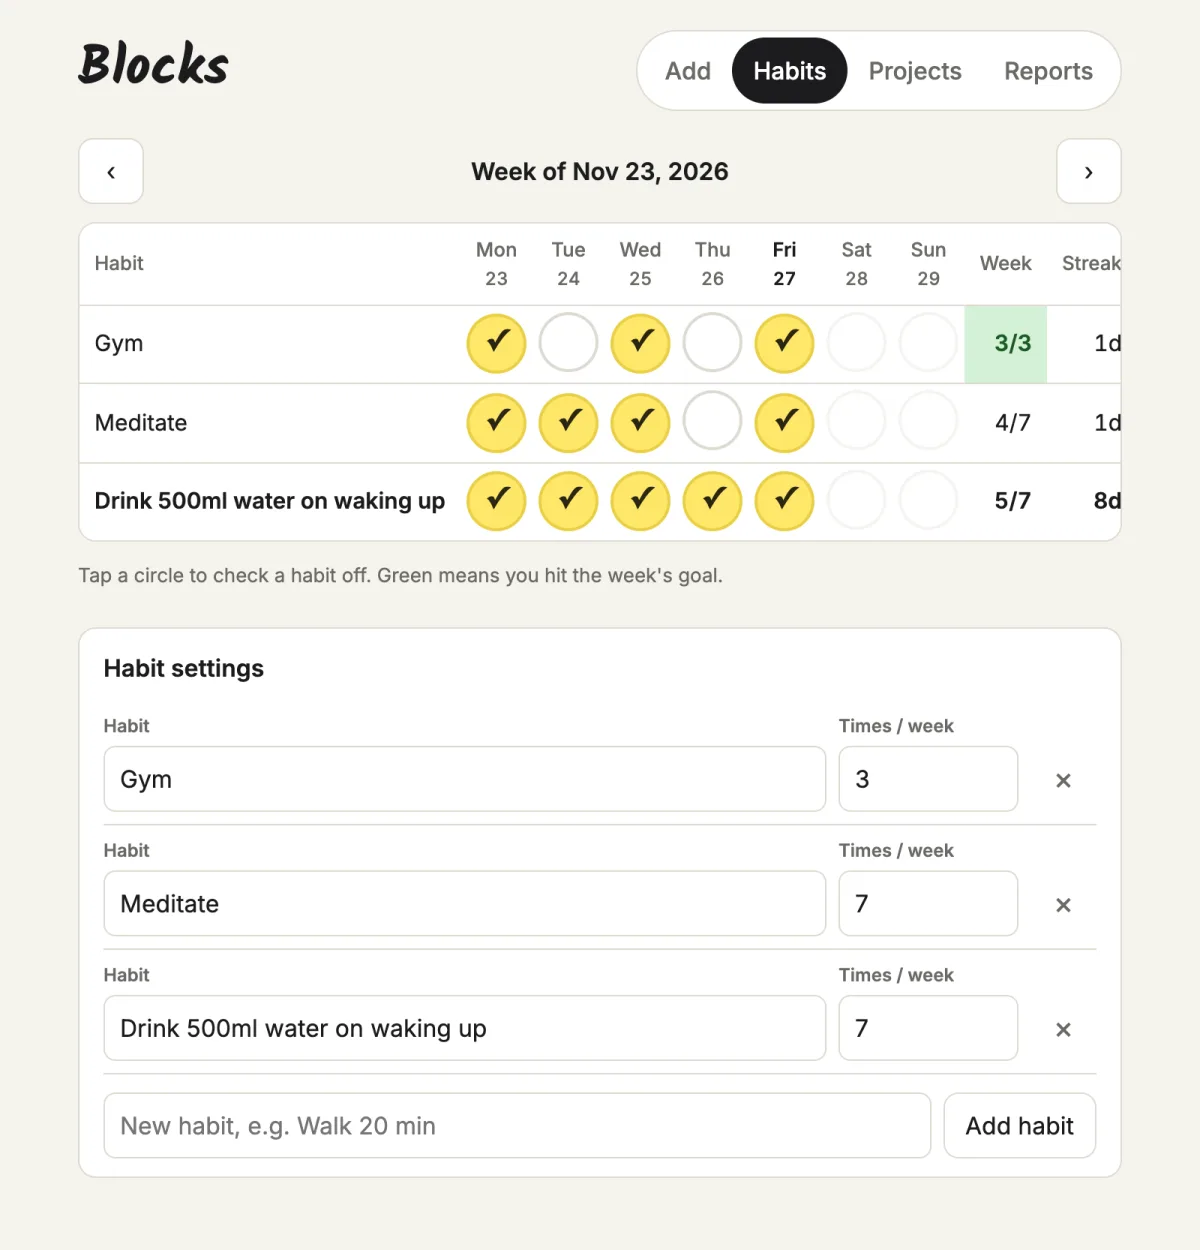 Blocks
Add Habits Projects Reports
‹ Week of Nov 23, 2026 ›
Habit Mon 23 Tue 24 Wed 25 Thu 26 Fri 27 Sat 28 Sun 29 Week Streak
Gym ✓ ✓ ✓ 3/3 1d
Meditate ✓ ✓ ✓ ✓ 4/7 1d
Drink 500ml water on waking up ✓ ✓ ✓ ✓ ✓ 5/7 8d
Tap a circle to check a habit off. Green means you hit the week's goal.
Habit settings
Habit Times / week
Gym 3 ×
Habit Times / week
Meditate 7 ×
Habit Times / week
Drink 500ml water on waking up 7 ×
New habit, e.g. Walk 20 min Add habit